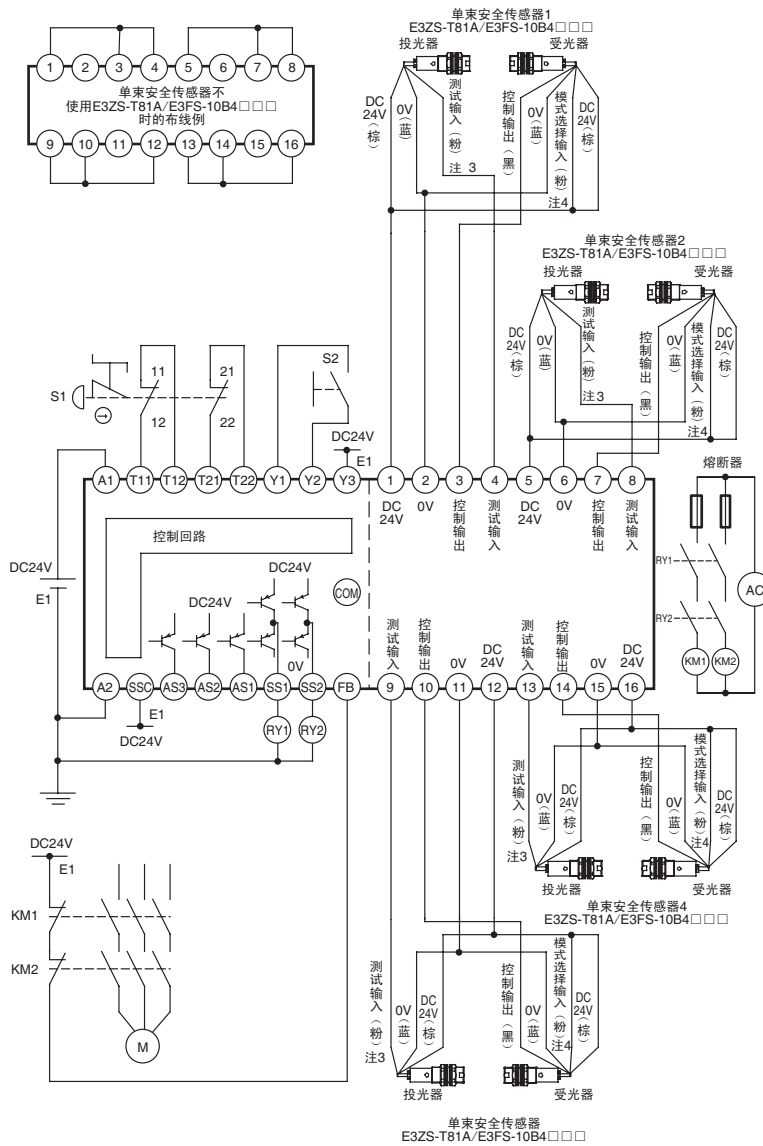 单束安全传感器1
E3ZS-T81A/E3FS-10B4□□□
投光器
受光器
1 2 3 4 5 6 7 8
单束安全传感器不
使用E3ZS-T81A/E3FS-10B4□□□
时的布线例
9 10 11 12 13 14 15 16
DC
24V(棕)
0V(蓝)
测试输入(粉)
注 3
控制输出(黑)
0V(蓝)
模式选择输入(粉)
注4
DC
24V(棕)
单束安全传感器2
E3ZS-T81A/E3FS-10B4□□□
投光器
受光器
DC
24V(棕)
0V(蓝)
测试输入(粉)
注3
控制输出(黑)
0V(蓝)
模式选择输入(粉)
注4
DC
24V(棕)
S1
11
12
21
22
S2
DC24V
E1
A1 T11 T12 T21 T22 Y1 Y2 Y3 1 2 3 4 5 6 7 8
DC
24V
0V
控制输出
测试输入
DC
24V
0V
控制输出
测试输入
熔断器
RY1
RY2
KM1
KM2
AC
控制回路
DC24V
E1
DC24V
DC24V
COM
0V
测试输入
控制输出
0V
DC
24V
测试输入
控制输出
0V
DC
24V
A2 SSC AS3 AS2 AS1 SS1 SS2 FB 9 10 11 12 13 14 15 16
E1
DC24V
RY1
RY2
测试输入(粉)
注3
0V(蓝)
DC
24V(棕)
控制输出(黑)
0V(蓝)
模式选择输入(粉)
注4
DC
24V(棕)
投光器
受光器
单束安全传感器4
E3ZS-T81A/E3FS-10B4□□□
DC24V
E1
KM1
KM2
M
测试输入(粉)
注3
0V(蓝)
DC
24V(棕)
控制输出(黑)
0V(蓝)
模式选择输入(粉)
注4
DC
24V(棕)
投光器
受光器
单束安全传感器
E3ZS-T81A/E3FS-10B4□□□